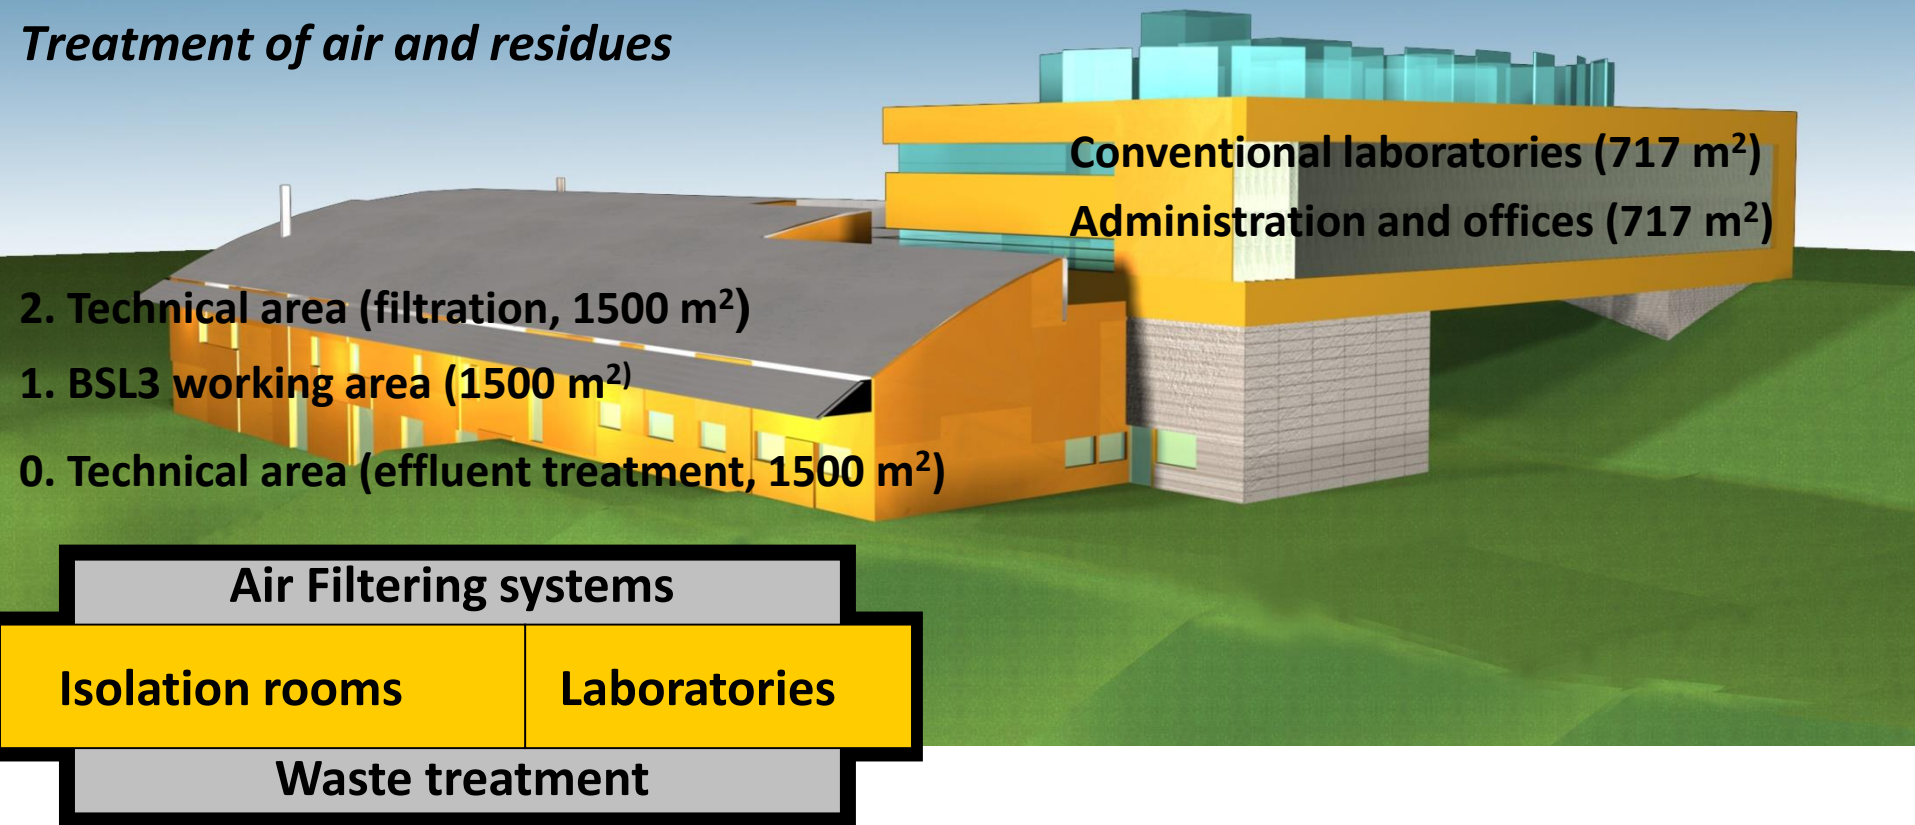 Treatment of air and residues
Conventional laboratories (717 m²)
Administration and offices (717 m²)
2. Technical area (filtration, 1500 m²)
1. BSL3 working area (1500 m²⁾
0. Technical area (effluent treatment, 1500 m²)
Air Filtering systems
Isolation rooms
Laboratories
Waste treatment